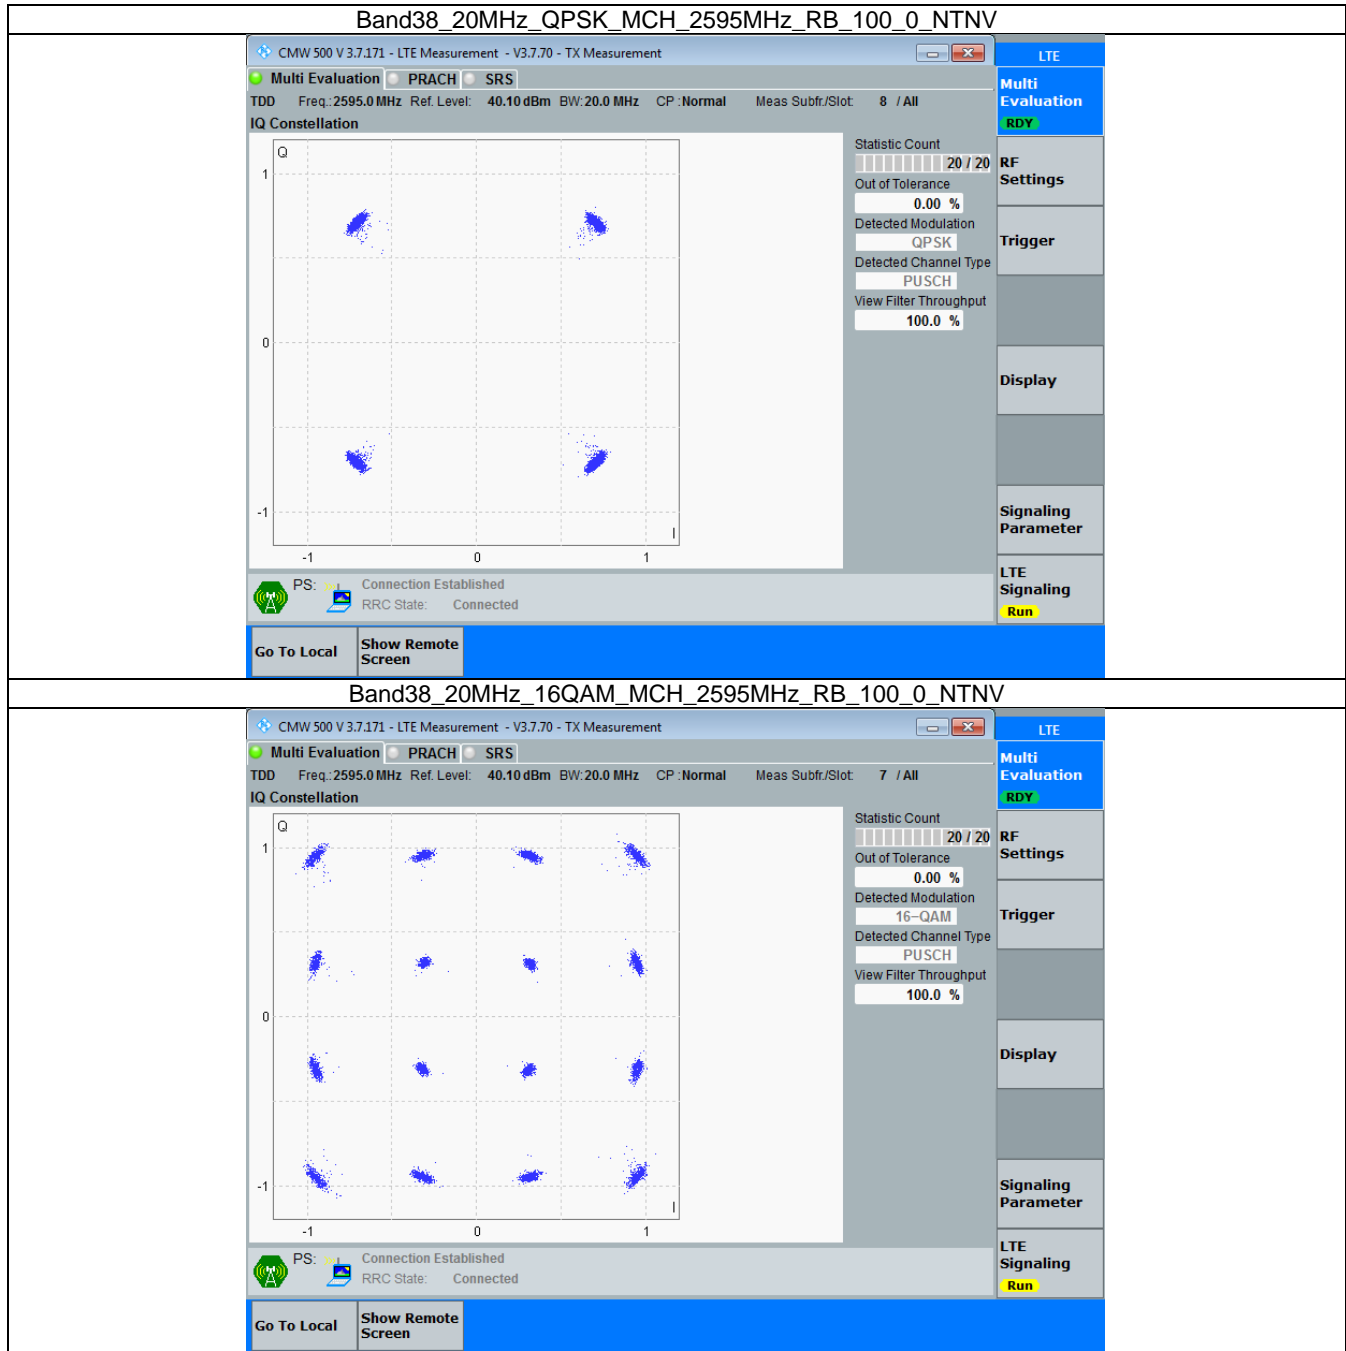 Band38_20MHz_QPSK_MCH_2595MHz_RB_100_0_NTNV
CMW 500 V 3.7.171 - LTE Measurement - V3.7.70 - TX Measurement
LTE
Multi Evaluation PRACH SRS
TDD Freq.: 2595.0 MHz Ref. Level: 40.10 dBm BW: 20.0 MHz CP : Normal Meas Subfr./Slot: 8 / All
IQ Constellation
Multi
Evaluation
RDY
Q
1
0
-1
-1 0 1
I
Statistic Count
20 / 20
Out of Tolerance
0.00 %
Detected Modulation
QPSK
Detected Channel Type
PUSCH
View Filter Throughput
100.0 %
RF
Settings
Trigger
Display
Signaling
Parameter
LTE
Signaling
Run
PS: Connection Established
RRC State: Connected
Go To Local
Show Remote
Screen
Band38_20MHz_16QAM_MCH_2595MHz_RB_100_0_NTNV
CMW 500 V 3.7.171 - LTE Measurement - V3.7.70 - TX Measurement
LTE
Multi Evaluation PRACH SRS
TDD Freq.: 2595.0 MHz Ref. Level: 40.10 dBm BW: 20.0 MHz CP : Normal Meas Subfr./Slot: 7 / All
IQ Constellation
Multi
Evaluation
RDY
Q
1
0
-1
-1 0 1
I
Statistic Count
20 / 20
Out of Tolerance
0.00 %
Detected Modulation
16-QAM
Detected Channel Type
PUSCH
View Filter Throughput
100.0 %
RF
Settings
Trigger
Display
Signaling
Parameter
LTE
Signaling
Run
PS: Connection Established
RRC State: Connected
Go To Local
Show Remote
Screen